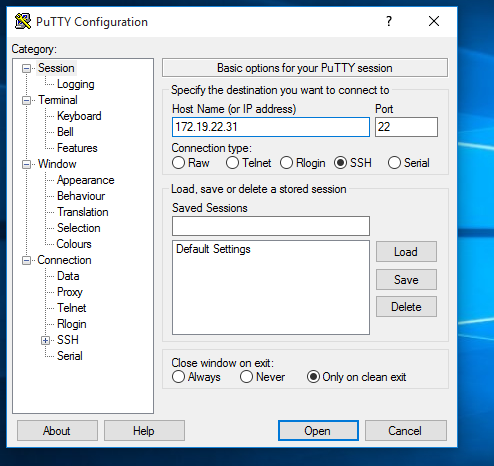 PuTTY Configuration
?
Category:
Session
Logging
Terminal
Keyboard
Bell
Features
Window
Appearance
Behaviour
Translation
Selection
Colours
Connection
Data
Proxy
Telnet
Rlogin
SSH
Serial
Basic options for your PuTTY session
Specify the destination you want to connect to
Host Name (or IP address) Port
172.19.22.31 22
Connection type:
Raw Telnet Rlogin SSH Serial
Load, save or delete a stored session
Saved Sessions
Default Settings
Load
Save
Delete
Close window on exit:
Always Never Only on clean exit
About Help Open Cancel